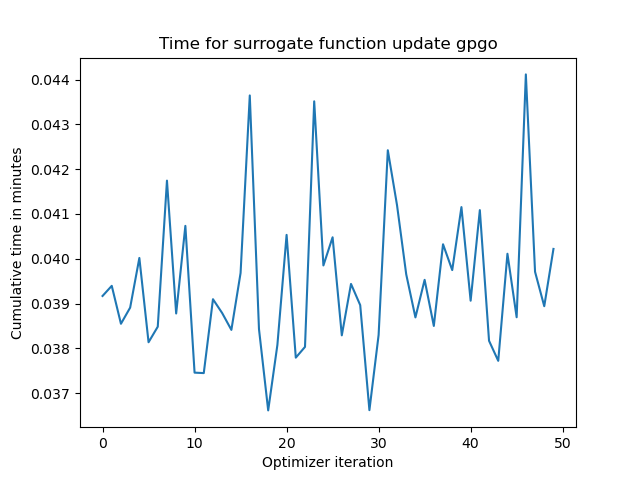 Time for surrogate function update gpgo
0.044
0.043
0.042
0.041
0.040
0.039
0.038
0.037
Cumulative time in minutes
0 10 20 30 40 50
Optimizer iteration